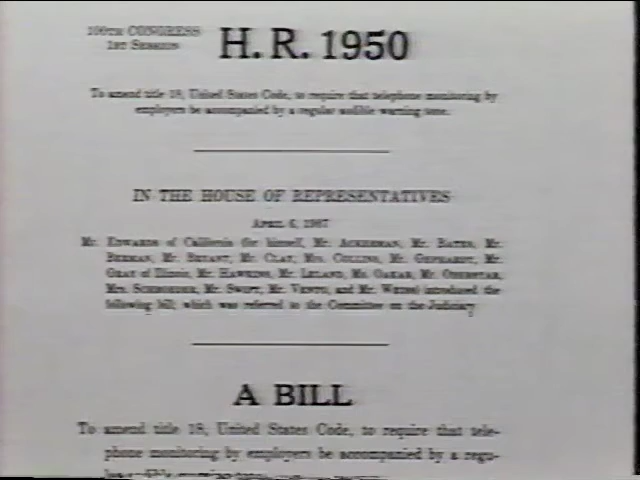 100TH CONGRESS
1ST SESSION
H. R. 1950
To amend title 18, United States Code, to require that telephone monitoring by
employers be accompanied by a regular audible warning tone.
IN THE HOUSE OF REPRESENTATIVES
APRIL 6, 1987
Mr. EDWARDS of California (for himself, Mr. ACKERMAN, Mr. BATES, Mr.
BERMAN, Mr. BRYANT, Mr. CLAY, Mrs. COLLINS, Mr. GEPHARDT, Mr.
GRAY of Illinois, Mr. HAWKINS, Mr. LELAND, Ms. OAKAR, Mr. OBERSTAR,
Mrs. SCHROEDER, Mr. SWIFT, Mr. VENTO, and Mr. WEISS) introduced the
following bill; which was referred to the Committee on the Judiciary
A BILL
To amend title 18, United States Code, to require that tele-
phone monitoring by employers be accompanied by a regu-